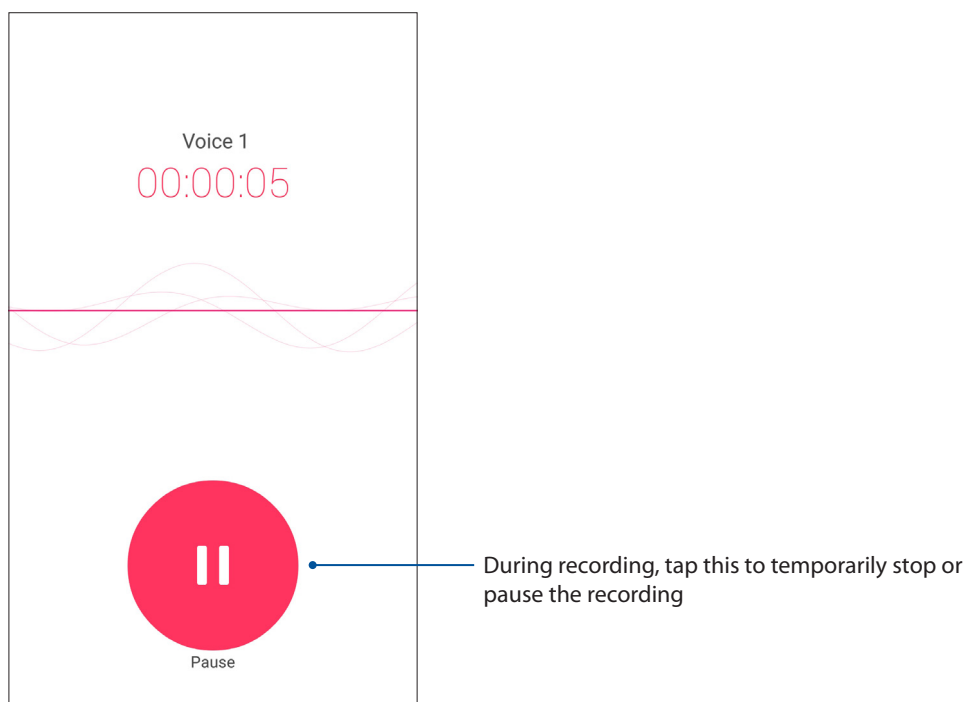 Voice 1
00:00:05
During recording, tap this to temporarily stop or
pause the recording
Pause